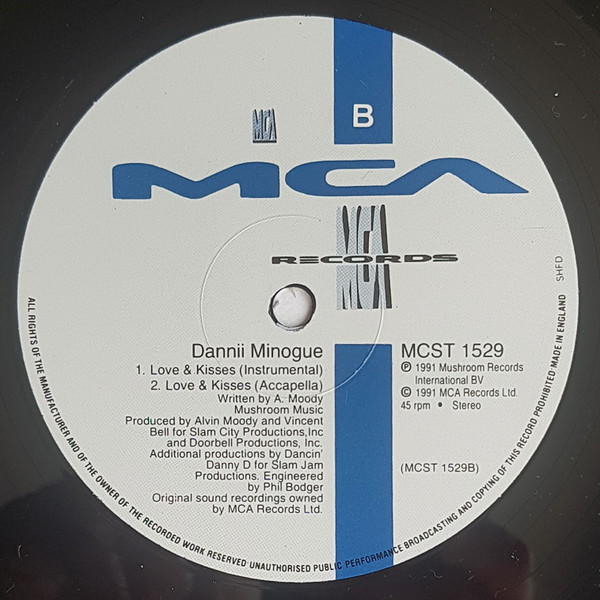 B
MCA
MCA
MCA
RECORDS
Dannii Minogue
1. Love & Kisses (Instrumental)
2. Love & Kisses (Accapella)
Written by A. Moody
Mushroom Music
Produced by Alvin Moody and Vincent
Bell for Slam City Productions,Inc
and Doorbell Productions, Inc.
Additional productions by Dancin'
Danny D for Slam Jam
Productions. Engineered
by Phil Bodger
Original sound recordings owned
by MCA Records Ltd.
MCST 1529
℗ 1991 Mushroom Records
International BV
© 1991 MCA Records Ltd.
45 rpm • Stereo
(MCST 1529B)
SHFD
ALL RIGHTS OF THE MANUFACTURER AND OF THE OWNER OF THE RECORDED WORK RESERVED·UNAUTHORISED PUBLIC PERFORMANCE BROADCASTING AND COPYING OF THIS RECORD PROHIBITED·MADE IN ENGLAND